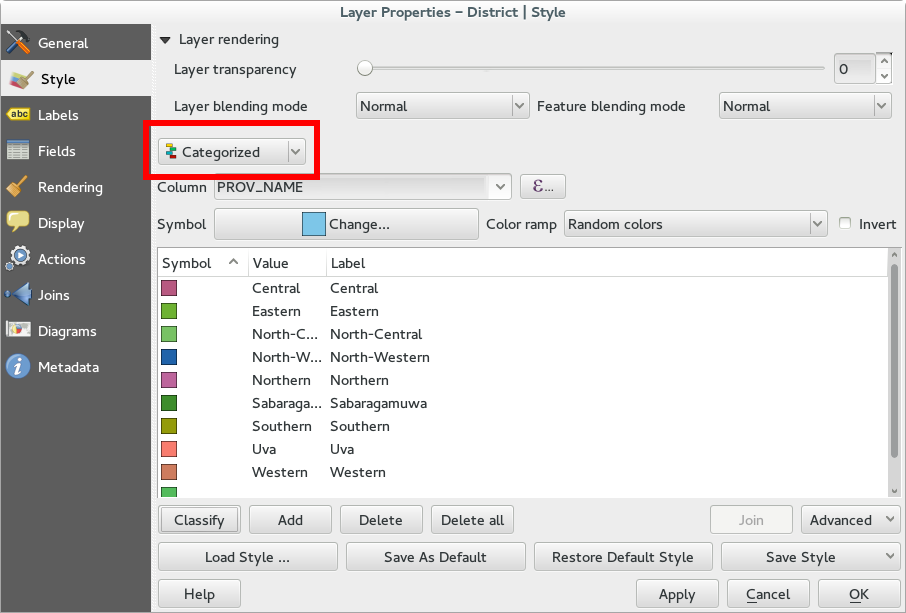 Layer Properties – District | Style
General
Style
abc Labels
Fields
Rendering
Display
Actions
Joins
Diagrams
i Metadata
Layer rendering
Layer transparency 0
Layer blending mode Normal Feature blending mode Normal
Categorized
Column PROV_NAME Ɛ...
Symbol Change... Color ramp Random colors Invert
Symbol Value Label
Central Central
Eastern Eastern
North-C... North-Central
North-W... North-Western
Northern Northern
Sabaraga... Sabaragamuwa
Southern Southern
Uva Uva
Western Western
Classify Add Delete Delete all Join Advanced
Load Style ... Save As Default Restore Default Style Save Style
Help Apply Cancel OK